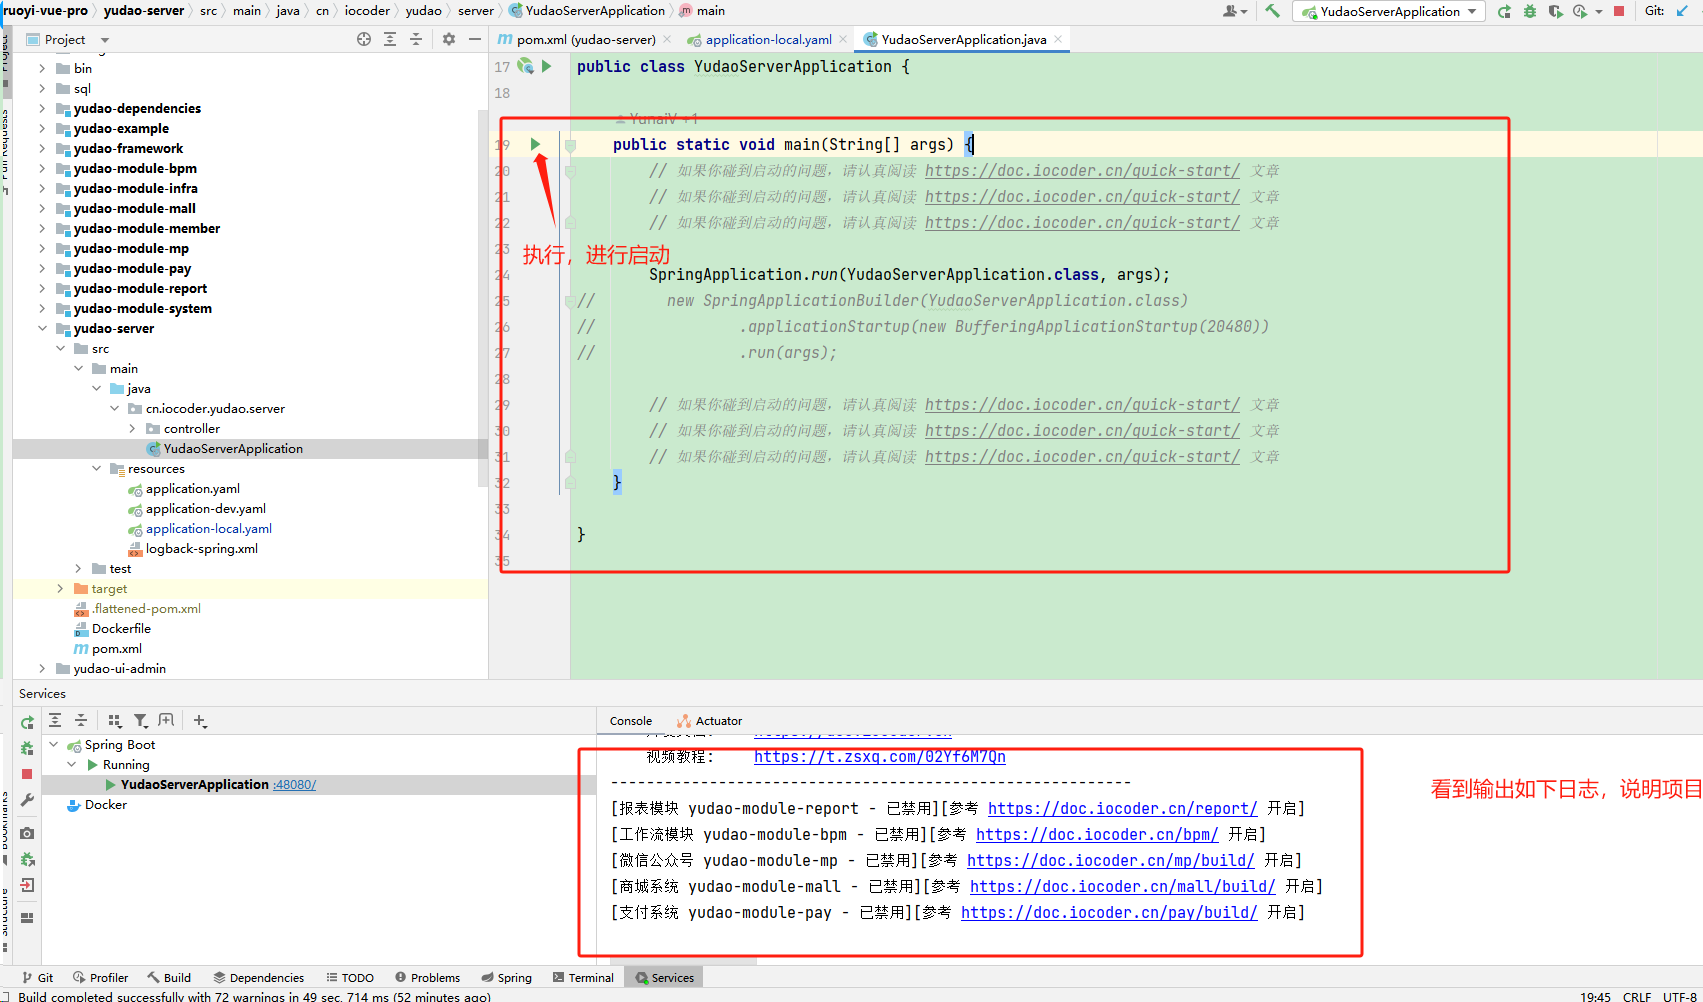 ruoyi-vue-pro yudao-server src main java cn iocoder yudao server YudaoServerApplication main
YudaoServerApplication Git:
Project
pom.xml (yudao-server) application-local.yaml YudaoServerApplication.java
bin
sql
yudao-dependencies
yudao-example
yudao-framework
yudao-module-bpm
yudao-module-infra
yudao-module-mall
yudao-module-member
yudao-module-mp
yudao-module-pay
yudao-module-report
yudao-module-system
yudao-server
src
main
java
cn.iocoder.yudao.server
controller
YudaoServerApplication
resources
application.yaml
application-dev.yaml
application-local.yaml
logback-spring.xml
test
target
.flattened-pom.xml
Dockerfile
pom.xml
yudao-ui-admin
17 public class YudaoServerApplication {
18
YunaiV +1
19 public static void main(String[] args) {
20 // 如果你碰到启动的问题，请认真阅读 https://doc.iocoder.cn/quick-start/ 文章
21 // 如果你碰到启动的问题，请认真阅读 https://doc.iocoder.cn/quick-start/ 文章
22 // 如果你碰到启动的问题，请认真阅读 https://doc.iocoder.cn/quick-start/ 文章
23
执行，进行启动
24 SpringApplication.run(YudaoServerApplication.class, args);
25 // new SpringApplicationBuilder(YudaoServerApplication.class)
26 // .applicationStartup(new BufferingApplicationStartup(20480))
27 // .run(args);
28
29 // 如果你碰到启动的问题，请认真阅读 https://doc.iocoder.cn/quick-start/ 文章
30 // 如果你碰到启动的问题，请认真阅读 https://doc.iocoder.cn/quick-start/ 文章
31 // 如果你碰到启动的问题，请认真阅读 https://doc.iocoder.cn/quick-start/ 文章
32 }
33
34 }
35
Services
Spring Boot
Running
YudaoServerApplication :48080/
Docker
Console Actuator
视频教程: https://t.zsxq.com/02Yf6M7Qn
----------------------------------------------------------
[报表模块 yudao-module-report - 已禁用][参考 https://doc.iocoder.cn/report/ 开启]
[工作流模块 yudao-module-bpm - 已禁用][参考 https://doc.iocoder.cn/bpm/ 开启]
[微信公众号 yudao-module-mp - 已禁用][参考 https://doc.iocoder.cn/mp/build/ 开启]
[商城系统 yudao-module-mall - 已禁用][参考 https://doc.iocoder.cn/mall/build/ 开启]
[支付系统 yudao-module-pay - 已禁用][参考 https://doc.iocoder.cn/pay/build/ 开启]
看到输出如下日志，说明项目
Git Profiler Build Dependencies TODO Problems Spring Terminal Services
Build completed successfully with 72 warnings in 49 sec, 714 ms (52 minutes ago)
19:45 CRLF UTF-8